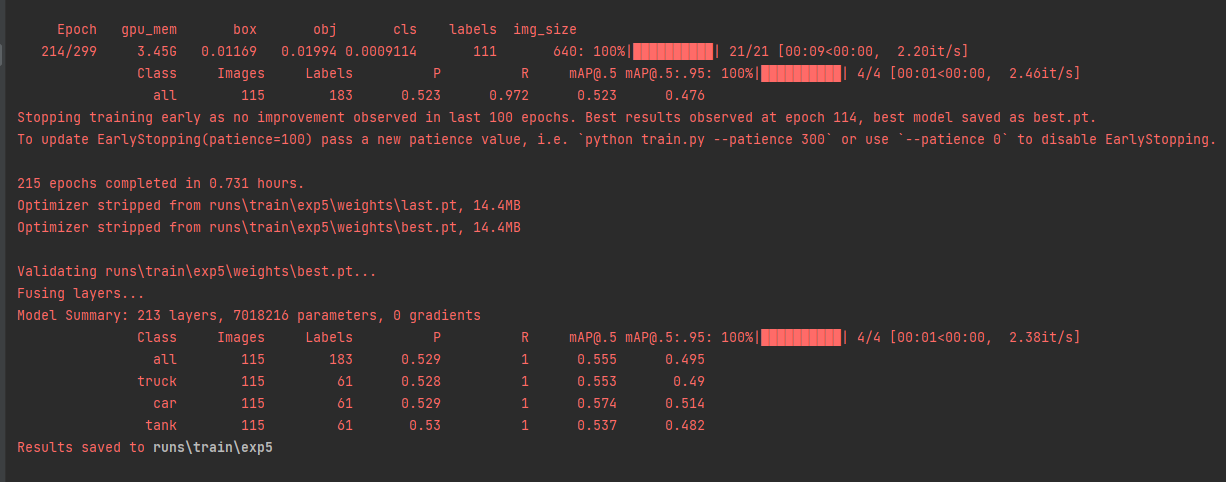 Epoch gpu_mem box obj cls labels img_size
214/299 3.45G 0.01169 0.01994 0.0009114 111 640: 100%|██████████| 21/21 [00:09<00:00, 2.20it/s]
Class Images Labels P R mAP@.5 mAP@.5:.95: 100%|██████████| 4/4 [00:01<00:00, 2.46it/s]
all 115 183 0.523 0.972 0.523 0.476
Stopping training early as no improvement observed in last 100 epochs. Best results observed at epoch 114, best model saved as best.pt.
To update EarlyStopping(patience=100) pass a new patience value, i.e. `python train.py --patience 300` or use `--patience 0` to disable EarlyStopping.
215 epochs completed in 0.731 hours.
Optimizer stripped from runs\train\exp5\weights\last.pt, 14.4MB
Optimizer stripped from runs\train\exp5\weights\best.pt, 14.4MB
Validating runs\train\exp5\weights\best.pt...
Fusing layers...
Model Summary: 213 layers, 7018216 parameters, 0 gradients
Class Images Labels P R mAP@.5 mAP@.5:.95: 100%|██████████| 4/4 [00:01<00:00, 2.38it/s]
all 115 183 0.529 1 0.555 0.495
truck 115 61 0.528 1 0.553 0.49
car 115 61 0.529 1 0.574 0.514
tank 115 61 0.53 1 0.537 0.482
Results saved to runs\train\exp5